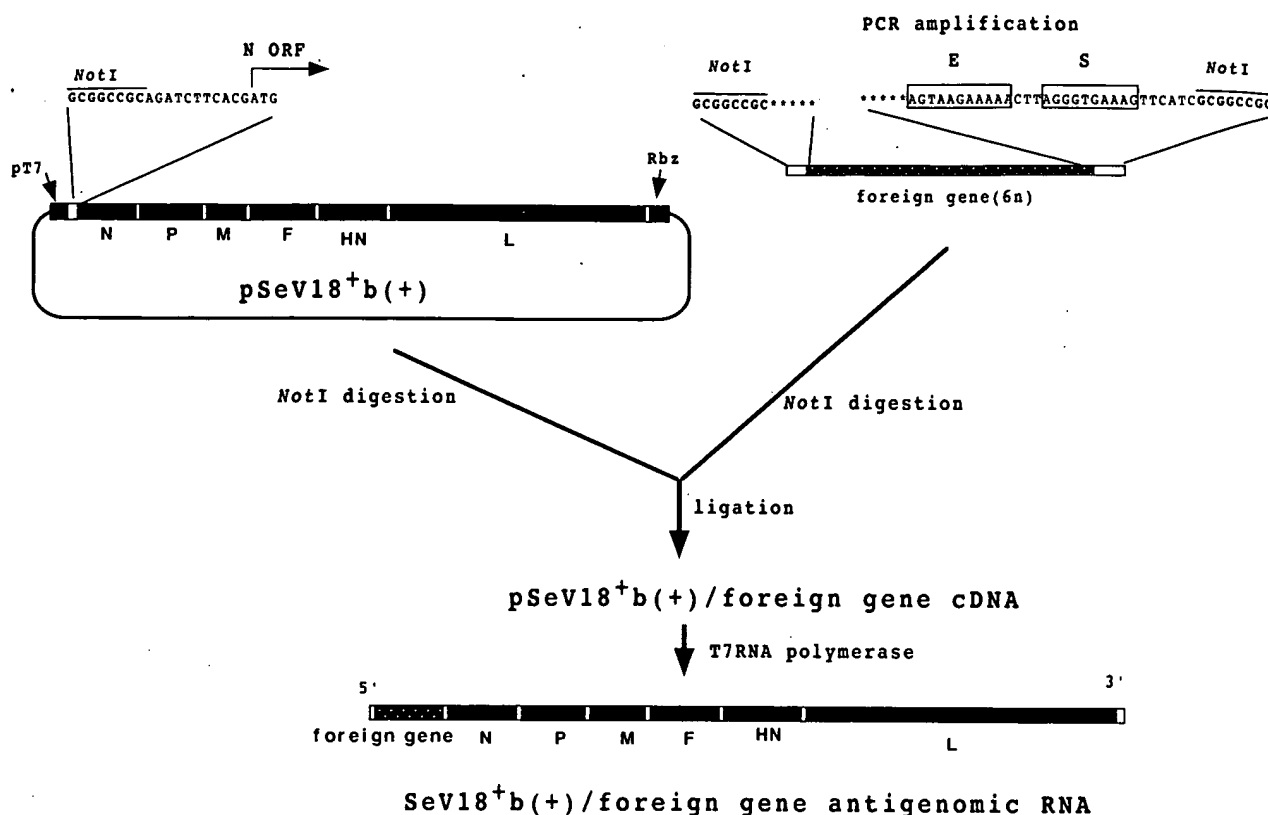 PCR amplification
N ORF
NotI
GCGGCCGCAGATCTTCACGATG
NotI
E
S
NotI
GCGGCCGC*****
*****AGTAAGAAAAACTTAGGGTGAAAGTTCATCGCGGCCGC
pT7
Rbz
foreign gene(6n)
N P M F HN L
pSeV18+b(+)
NotI digestion
NotI digestion
ligation
pSeV18+b(+)/foreign gene cDNA
T7RNA polymerase
5'
3'
foreign gene N P M F HN L
SeV18+b(+)/foreign gene antigenomic RNA